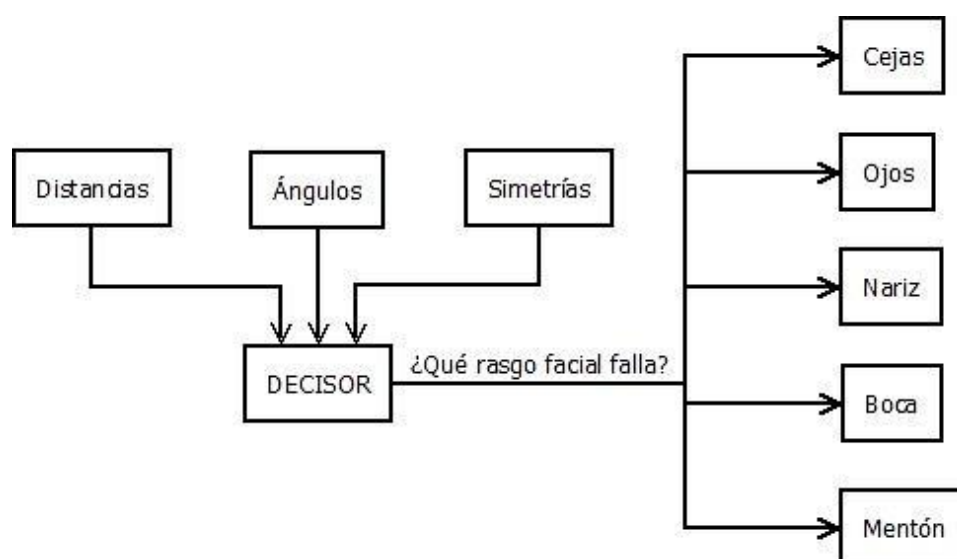 Cejas
Distancias
Ángulos
Simetrías
Ojos
Nariz
¿Qué rasgo facial falla?
DECISOR
Boca
Mentón